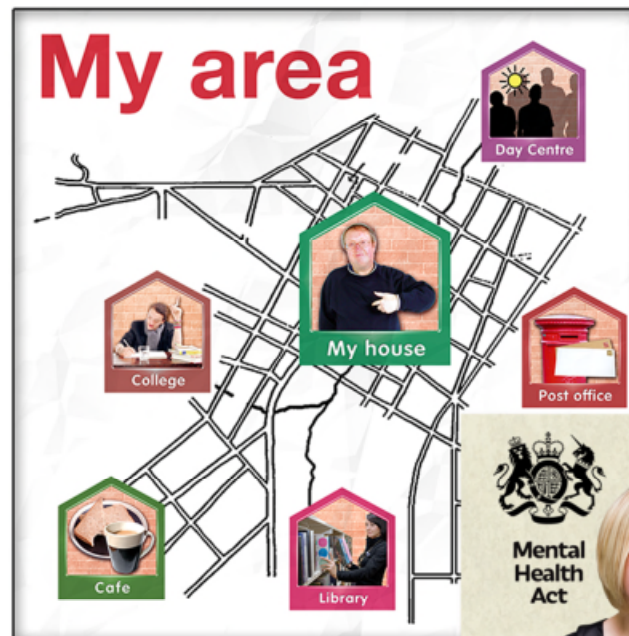 My area
Day Centre
My house
College
Post office
Cafe
Library
Mental
Health
Act